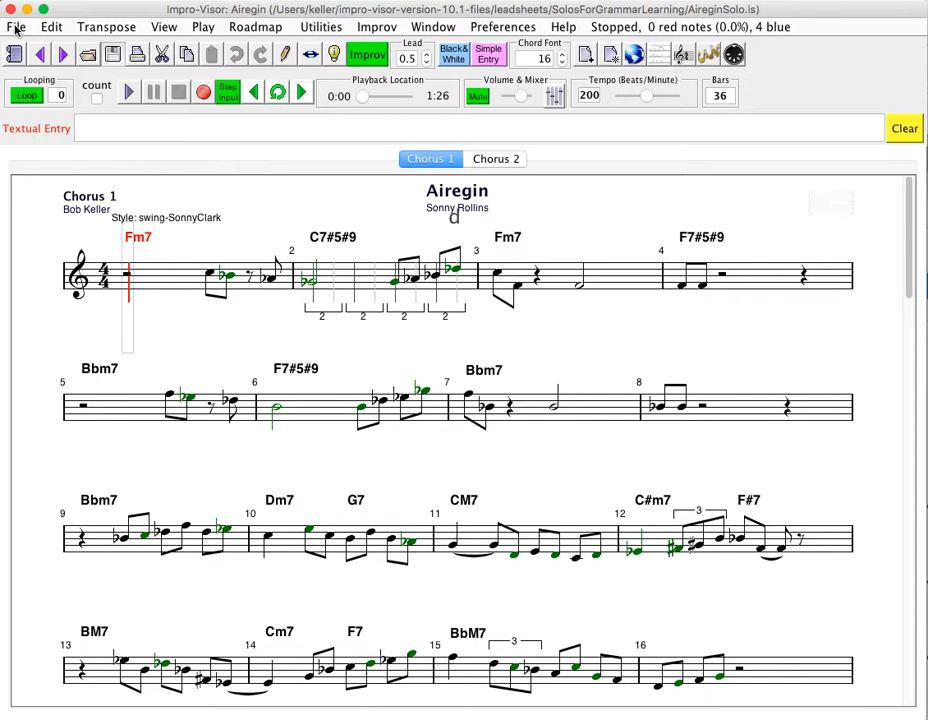 Impro-Visor: Airegin (/Users/keller/impro-visor-version-10.1-files/leadsheets/SolosForGrammarLearning/AireginSolo.ls)
File Edit Transpose View Play Roadmap Utilities Improv Window Preferences Help Stopped, 0 red notes (0.0%), 4 blue
Improv Lead 0.5 Black& White Simple Entry Chord Font 16
Looping Loop 0 count Step Input Playback Location 0:00 1:26 Volume & Mixer Mute Tempo (Beats/Minute) 200 Bars 36
Textual Entry Clear
Chorus 1 Chorus 2
Chorus 1 Airegin
Bob Keller Sonny Rollins
Style: swing-SonnyClark d
Fm7 C7#5#9 Fm7 F7#5#9
2 3 4
4
4
2 2 2 2
Bbm7 F7#5#9 Bbm7
5 6 7 8
Bbm7 Dm7 G7 CM7 C#m7 F#7
9 10 11 12 3
BM7 Cm7 F7 BbM7
13 14 15 3 16